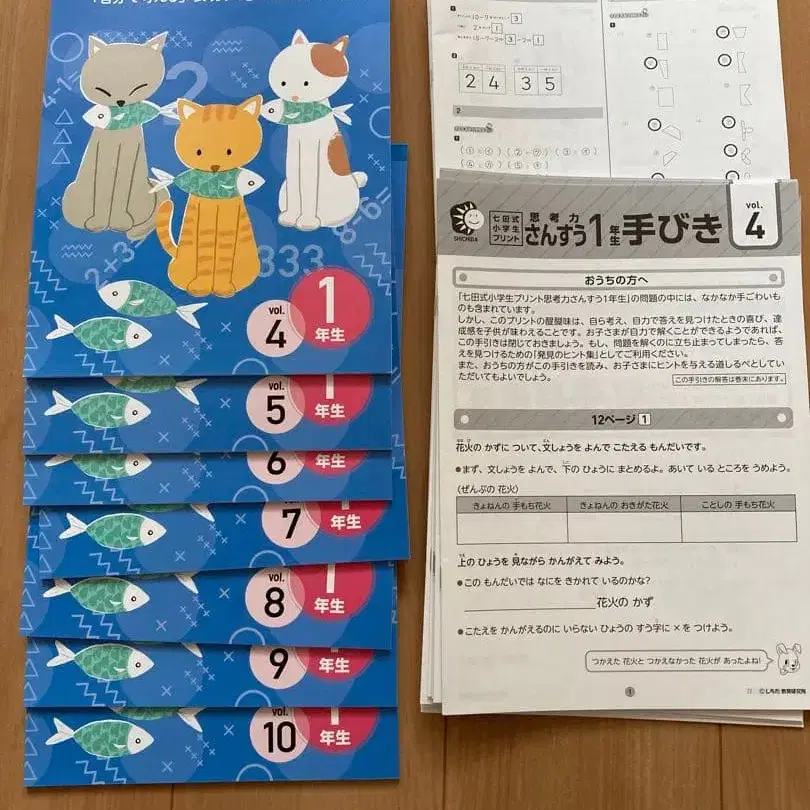 4-1=
2
2×3
333
8-6=
vol.
4
1
年生
vol.
5
1
年生
6
年生
vol.
7
1
年生
vol.
8
1
年生
vol.
9
1
年生
vol.
10
1
年生
10-7=3
2 4 3 5
2.
SHICHIDA
七田式
小学生
プリント
思考力
さんすう1年生
手びき
vol.
4
おうちの方へ
「七田式小学生プリント思考力さんすう1年生」の問題の中には、なかなか手ごわいい
ものも含まれています。
しかし、このプリントの醍醐味は、自ら考え、自力で答えを見つけたときの喜び、達
成感を子供が味わえることです。お子さまが自力で解くことができるようであれば、
この手引きは閉じておきましょう。もし、問題を解くのに立ち止まってしまったら、答
えを見つけるための「発見のヒント集」としてご利用ください。
また、おうちの方がこの手引きを読み、お子さまにヒントを与える道しるべとしてい
ただいてもよいでしょう。
この手引きの解答は巻末にあります。
12ページ 1
花火の かずに ついて、文しょうを よんで こたえる もんだいです。
●まず、文しょうを よんで、下の ひょうに まとめるよ。あいて いる ところを うめよう。
(ぜんぶの 花火)
きょねんの 手もち花火 きょねんの おきがた花火 ことしの 手もち花火
上の ひょうを 見ながら かんがえて みよう。
●この もんだいでは なにを きかれて いるのかな?
花火の かず
●こたえを かんがえるのに いらない ひょうの すう字に ×を つけよう。
つかえた 花火と つかえなかった 花火が あったよね!
1
©しちだ・教育研究所